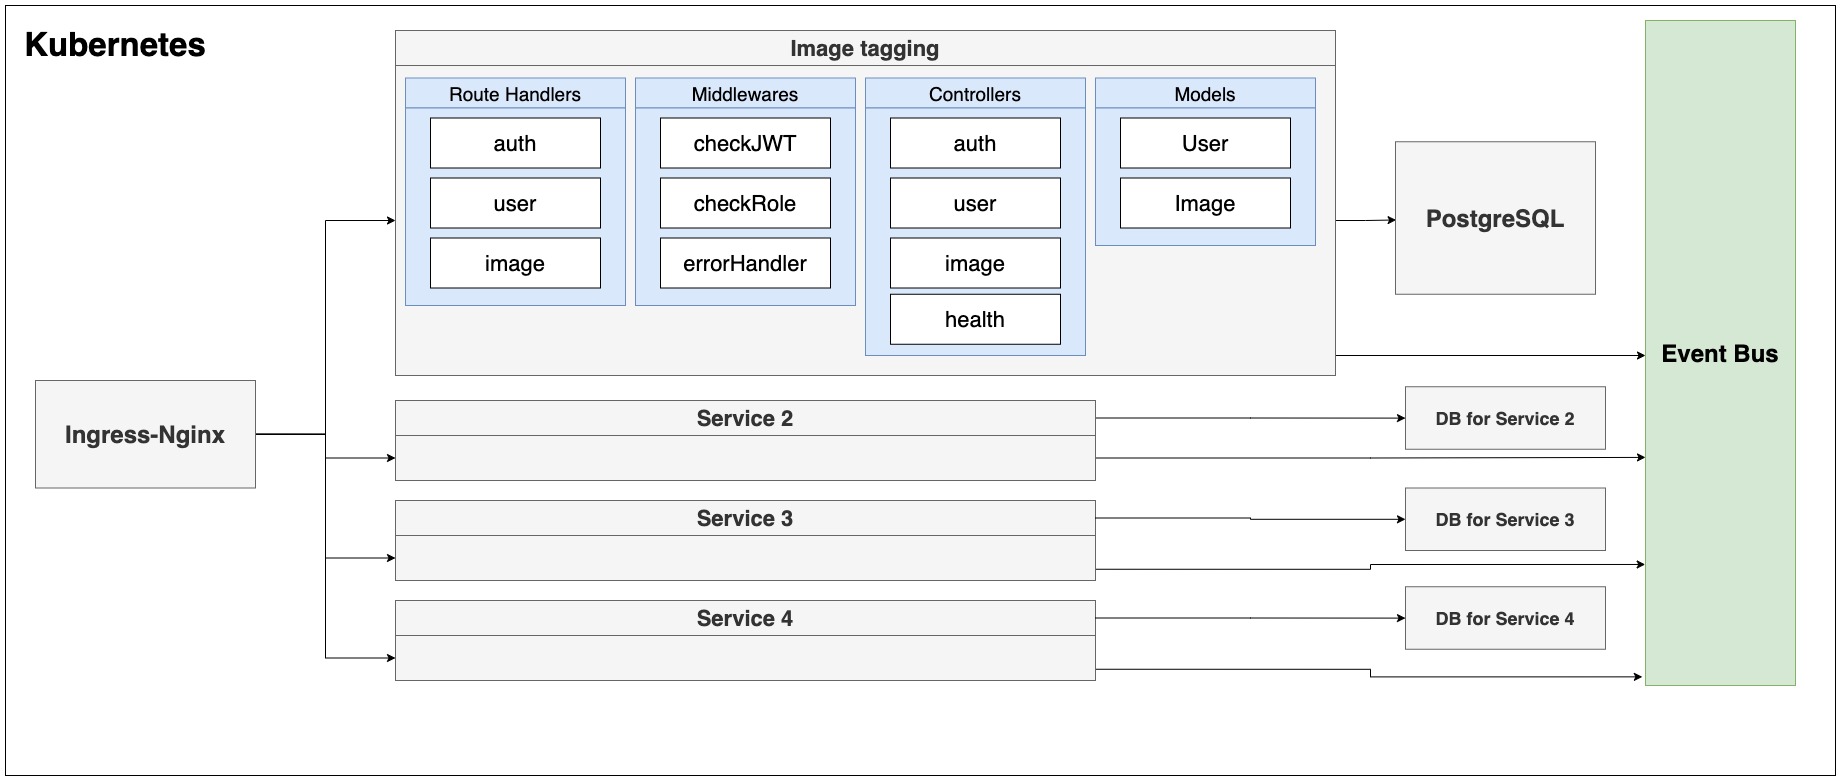 Kubernetes
Image tagging
Route Handlers
auth
user
image
Middlewares
checkJWT
checkRole
errorHandler
Controllers
auth
user
image
health
Models
User
Image
PostgreSQL
Event Bus
Ingress-Nginx
Service 2
DB for Service 2
Service 3
DB for Service 3
Service 4
DB for Service 4